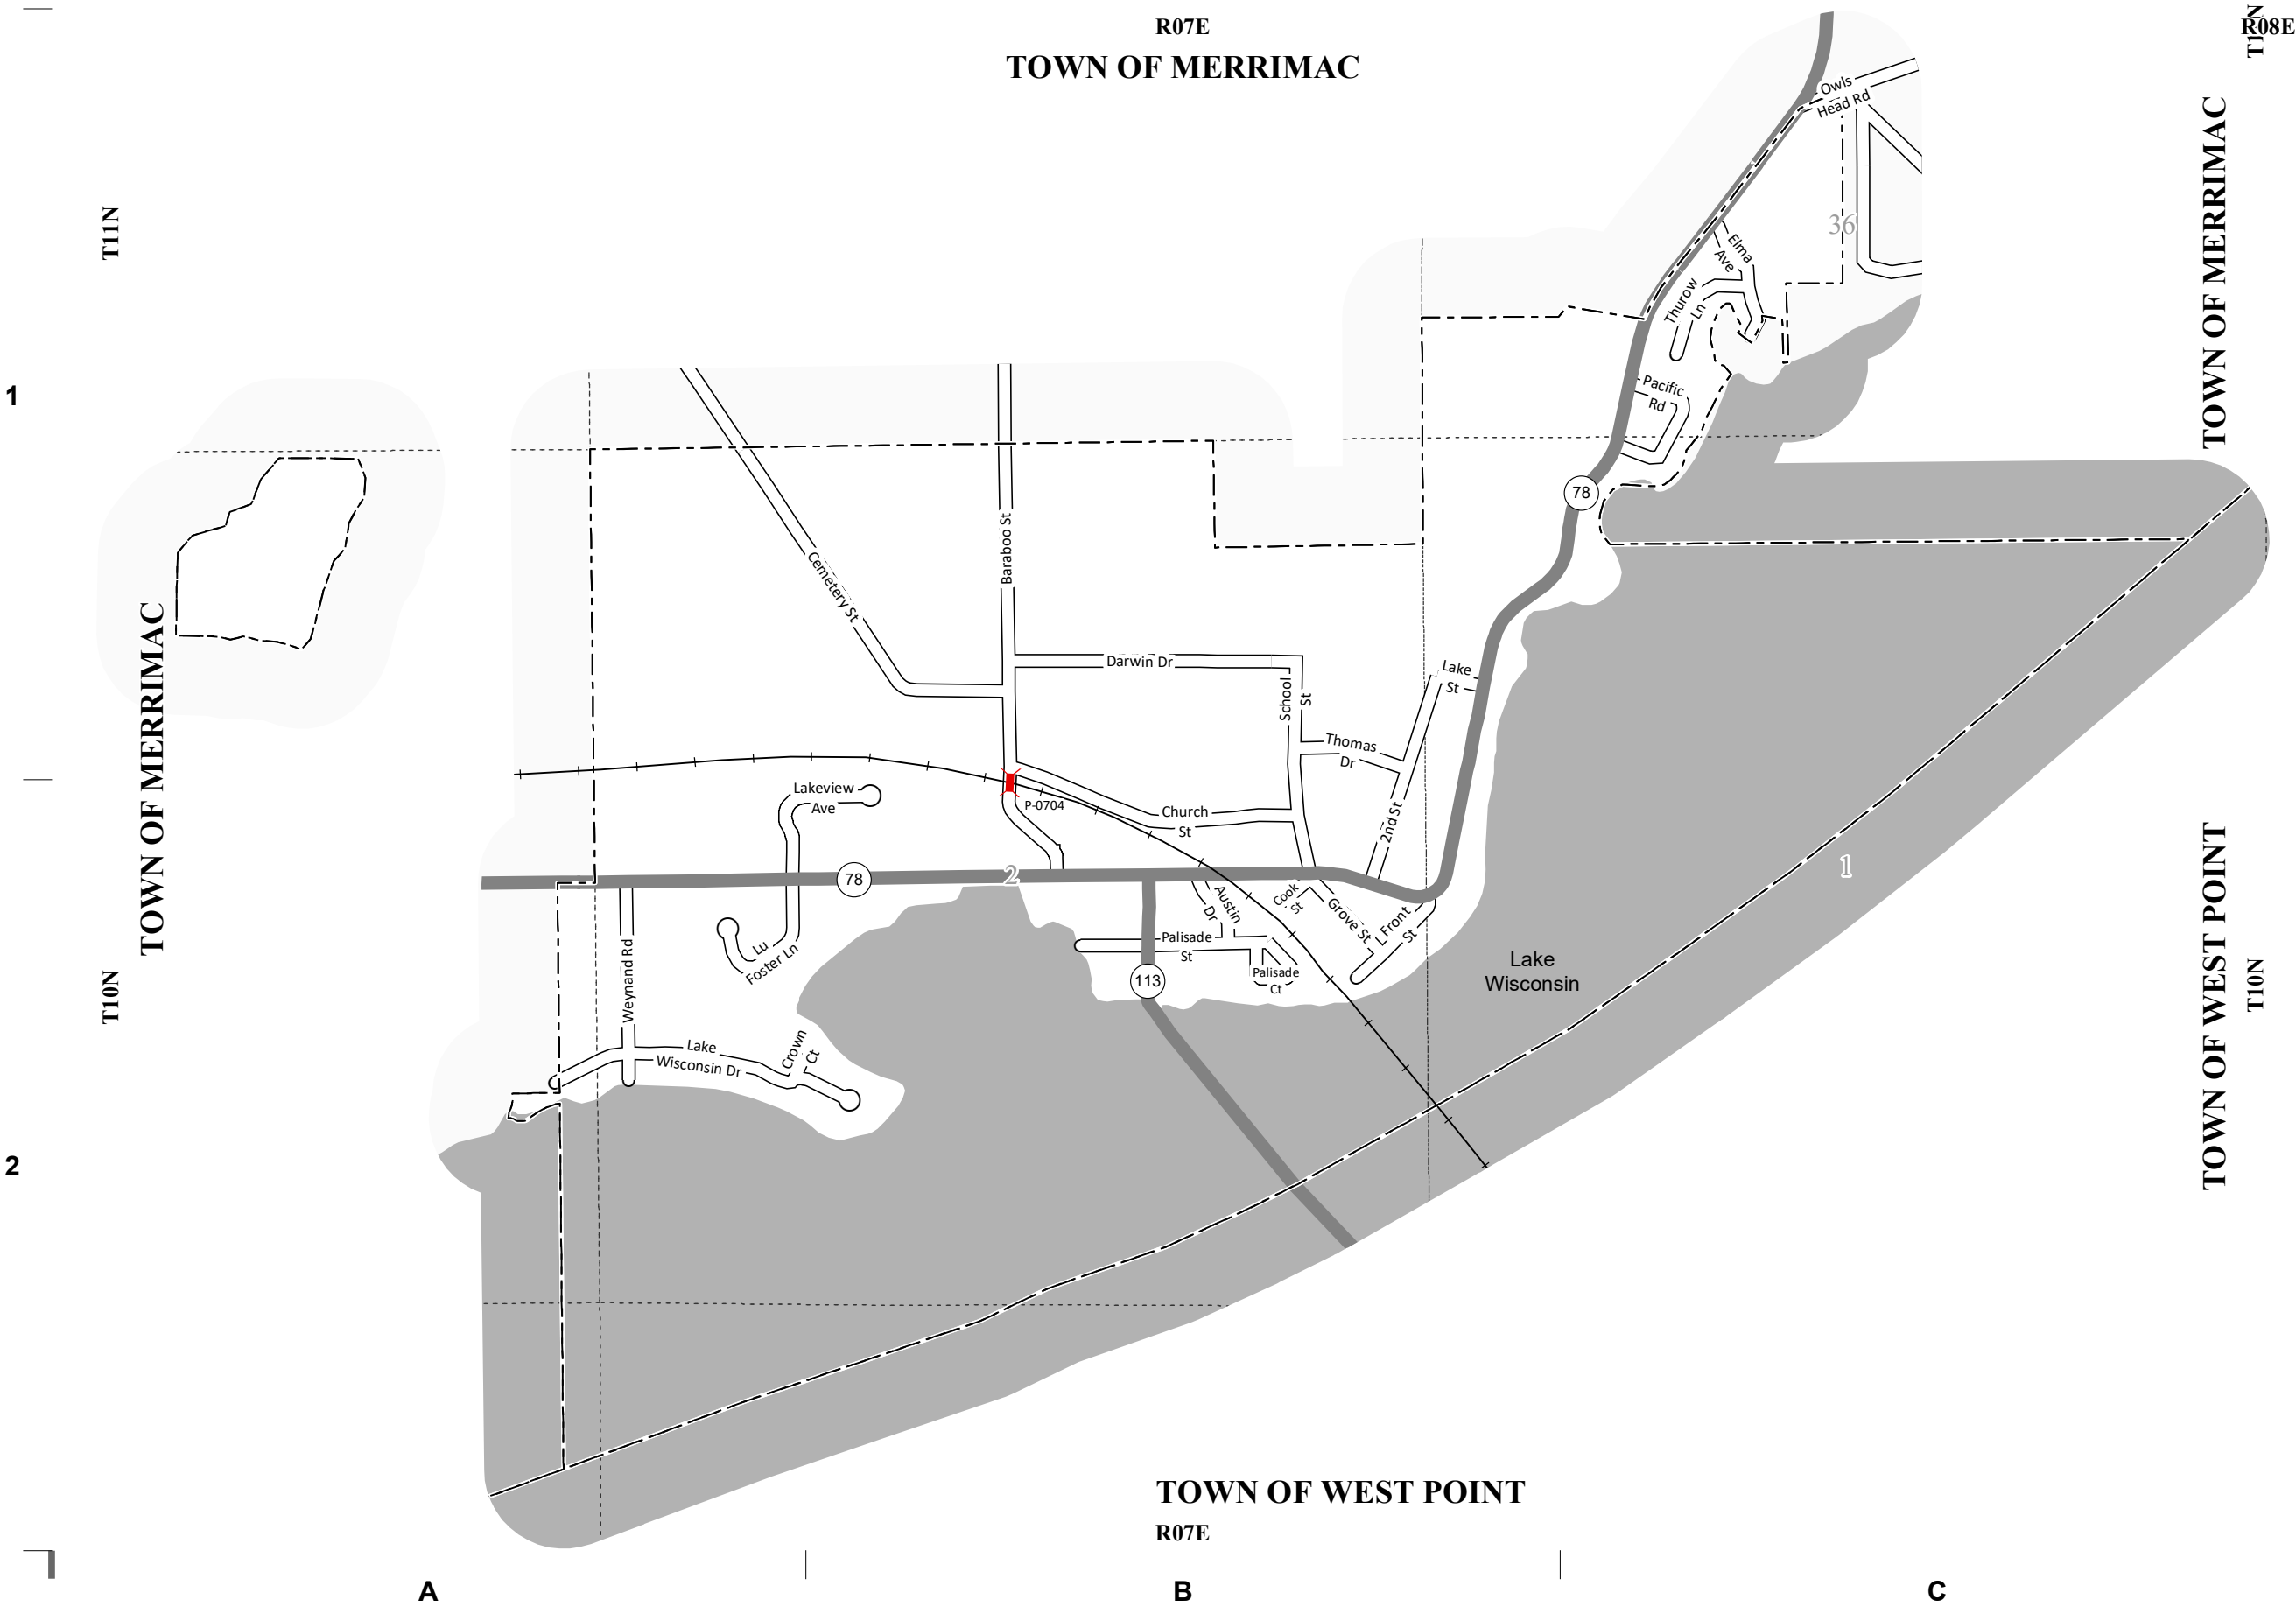 R07E
T11N
R08E
TOWN OF MERRIMAC
Owls
Head Rd
TOWN OF MERRIMAC
T11N
36
Elma
Ave
Thurow
Ln
1
Pacific
Rd
78
Baraboo St
Cemetery St
TOWN OF MERRIMAC
Darwin Dr
School
St
Lake
St
Thomas
Dr
Lakeview
Ave
P-0704
Church
St
2nd St
78
2
1
TOWN OF WEST POINT
Austin
Dr
Cook
St
Grove St
L Front
St
Lu
Foster Ln
Weynand Rd
Palisade
St
Palisade
Ct
113
Lake
Wisconsin
T10N
T10N
Crown
Ct
Lake
Wisconsin Dr
2
TOWN OF WEST POINT
R07E
A
B
C